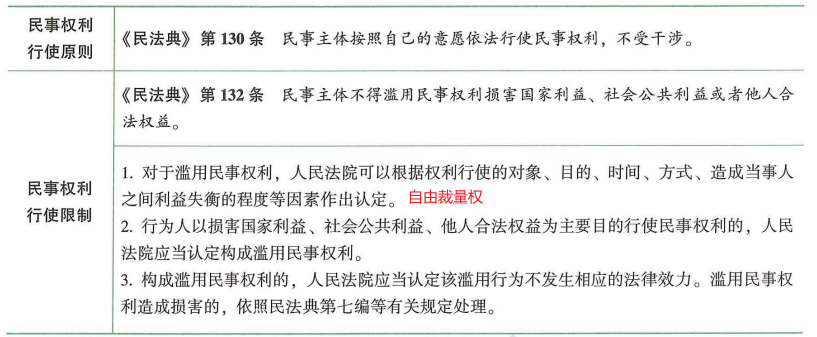 民事权利
行使原则
《民法典》第130条 民事主体按照自己的意愿依法行使民事权利，不受干涉。
民事权利
行使限制
《民法典》第132条 民事主体不得滥用民事权利损害国家利益、社会公共利益或者他人合
法权益。
1. 对于滥用民事权利，人民法院可以根据权利行使的对象、目的、时间、方式、造成当事人
之间利益失衡的程度等因素作出认定。 自由裁量权
2. 行为人以损害国家利益、社会公共利益、他人合法权益为主要目的行使民事权利的，人民
法院应当认定构成滥用民事权利。
3. 构成滥用民事权利的，人民法院应当认定该滥用行为不发生相应的法律效力。滥用民事权
利造成损害的，依照民法典第七编等有关规定处理。